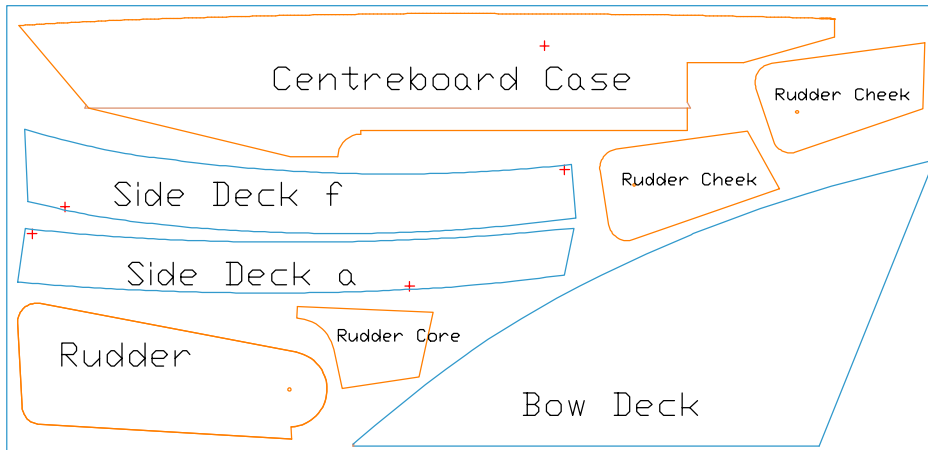 Centreboard Case
Rudder Cheek
Rudder Cheek
Side Deck f
Side Deck a
Rudder
Rudder Core
Bow Deck